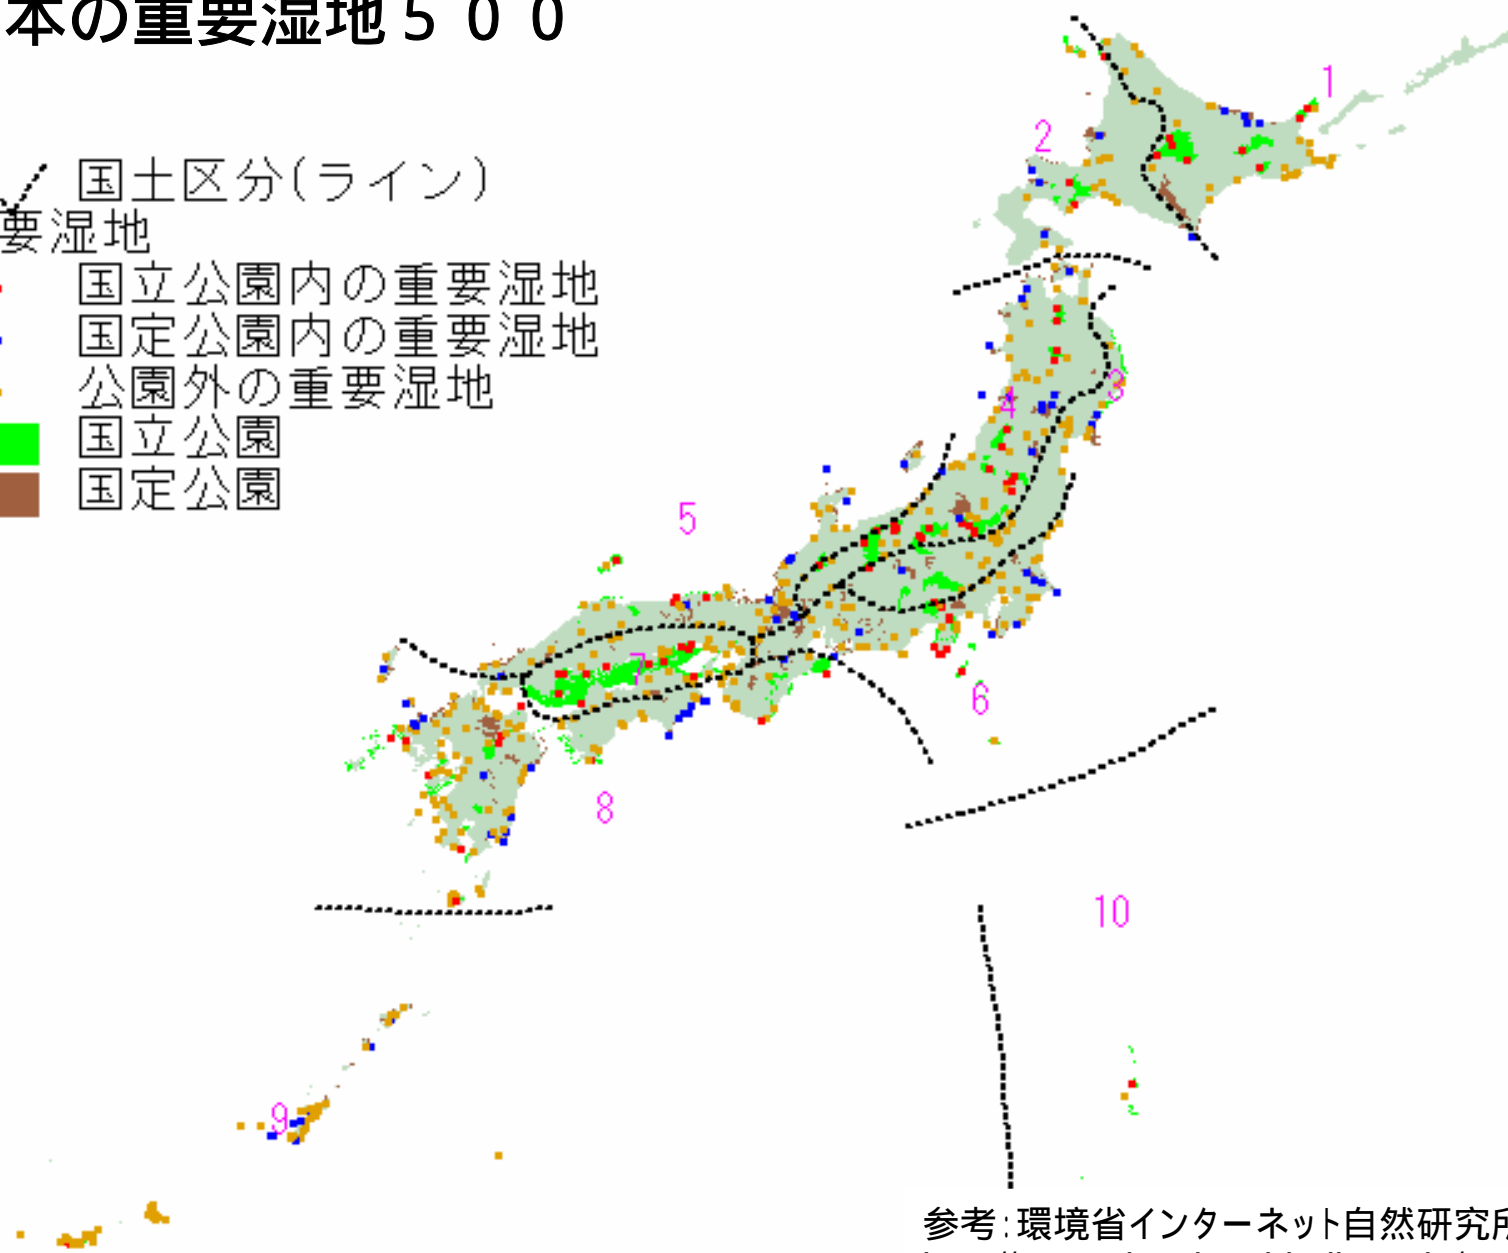 本の重要湿地５００
国土区分(ライン)
要湿地
国立公園内の重要湿地
国定公園内の重要湿地
公園外の重要湿地
国立公園
国定公園
1
2
3
4
5
6
7
8
9
10
参考:環境省インターネット自然研究所